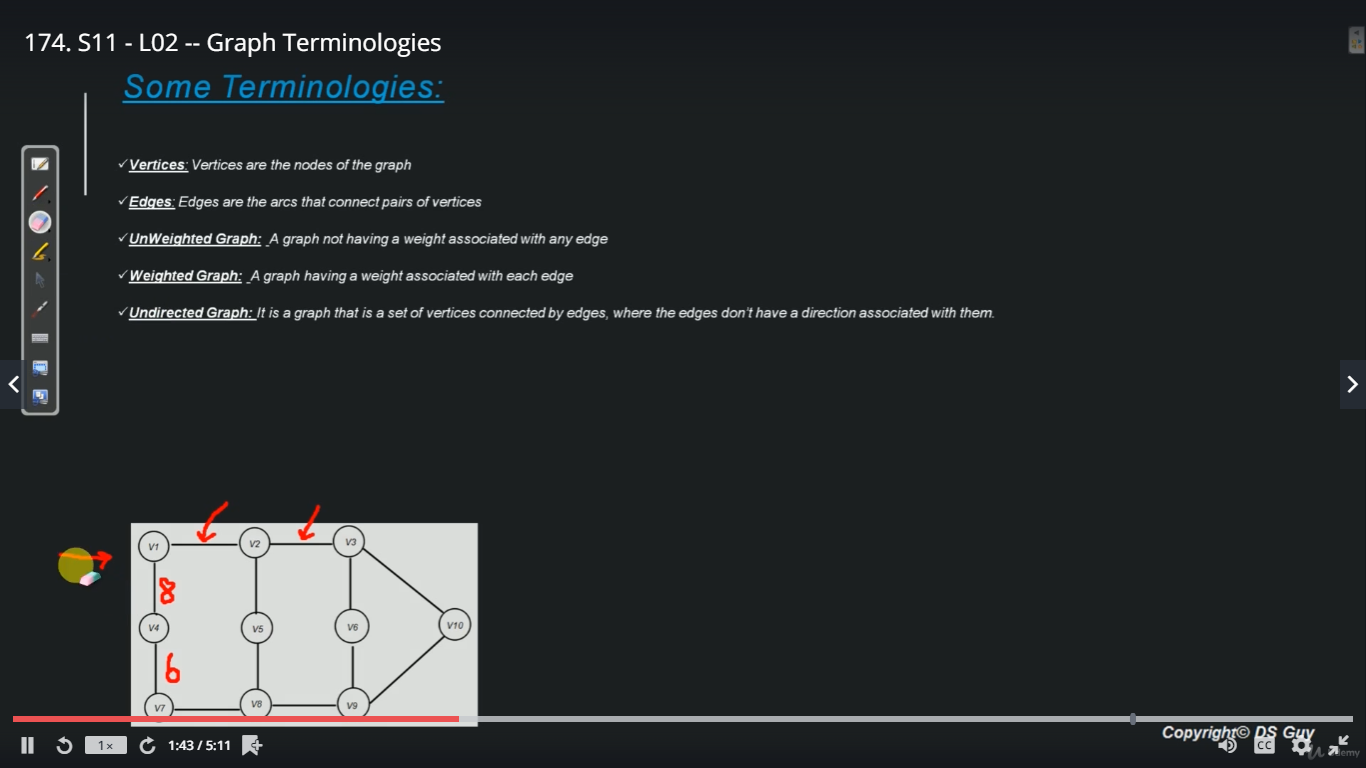 174. S11 - L02 -- Graph Terminologies
Some Terminologies:
✓Vertices: Vertices are the nodes of the graph
✓Edges: Edges are the arcs that connect pairs of vertices
✓UnWeighted Graph: A graph not having a weight associated with any edge
✓Weighted Graph: A graph having a weight associated with each edge
✓Undirected Graph: It is a graph that is a set of vertices connected by edges, where the edges don't have a direction associated with them.
V1 V2 V3
8
V4 V5 V6 V10
6
V7 V8 V9
Copyright© DS Guy
1x 1:43 / 5:11 CC